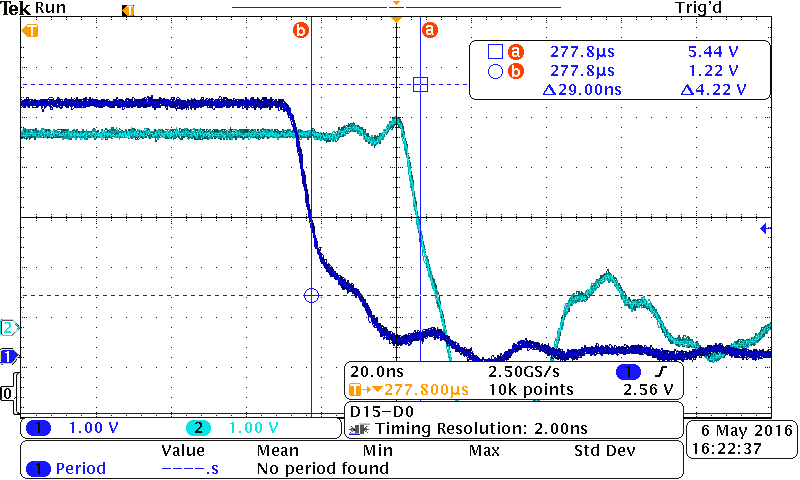 Tek Run Trig'd
T
b a
a 277.8µs 5.44 V
b 277.8µs 1.22 V
Δ29.00ns Δ4.22 V
2
1
0
20.0ns 2.50GS/s 1
T→▼277.800µs 10k points 2.56 V
1 1.00 V 2 1.00 V
D15-D0
Timing Resolution: 2.00ns
6 May 2016
16:22:37
Value Mean Min Max Std Dev
1 Period ----.s No period found